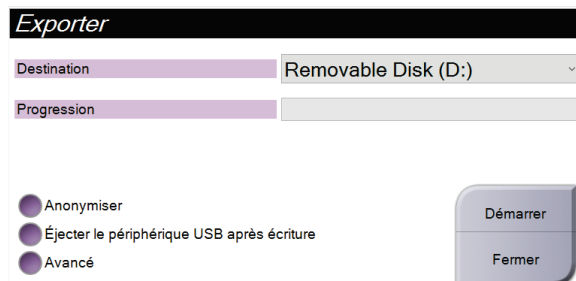 Exporter
Destination
Removable Disk (D:)
Progression
Anonymiser
Démarrer
Éjecter le périphérique USB après écriture
Avancé
Fermer